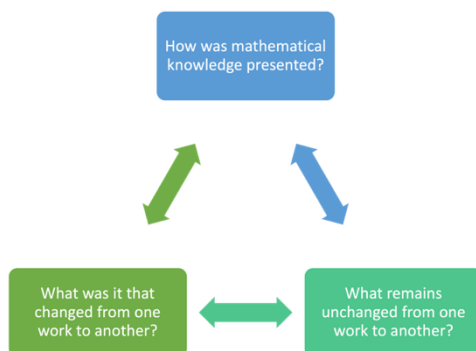 How was mathematical
knowledge presented?
What was it that
changed from one
work to another?
What remains
unchanged from one
work to another?